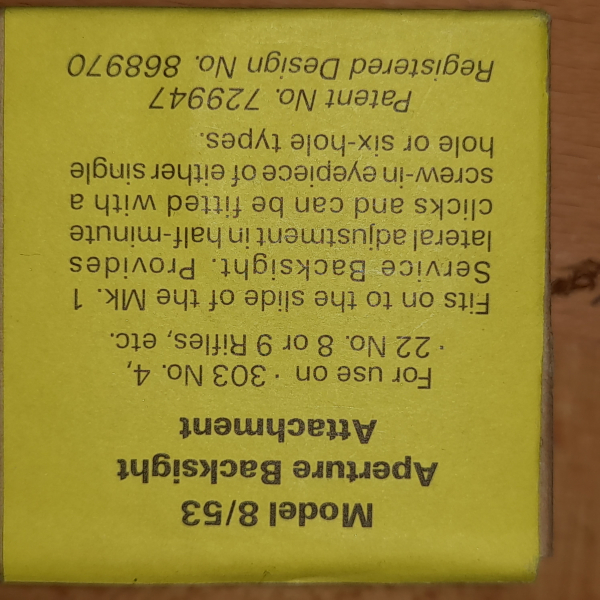 Model 8/53
Aperture Backsight
Attachment
For use on ·303 No. 4,
·22 No. 8 or 9 Rifles, etc.
Fits on to the slide of the Mk. 1
Service Backsight. Provides
lateral adjustment in half-minute
clicks and can be fitted with a
screw-in eyepiece of either single
hole or six-hole types.
Patent No. 729947
Registered Design No. 868970